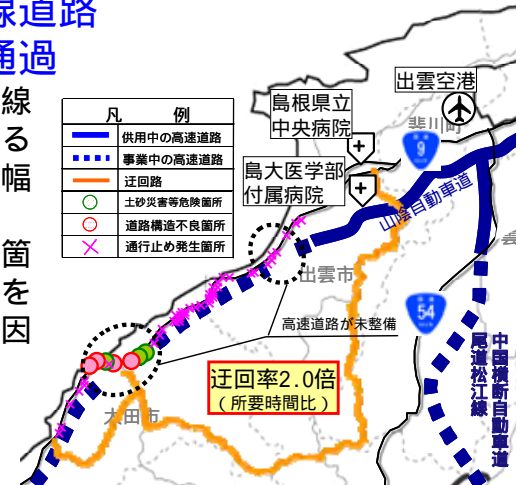 線道路
通過
線
る
幅
箇
を
因
凡 例
供用中の高速道路
事業中の高速道路
迂回路
土砂災害等危険箇所
道路構造不良箇所
通行止め発生箇所
出雲空港
島根県立
中央病院
斐川町
9
島大医学部
付属病院
山陰自動車道
出雲市
54
高速道路が未整備
迂回率2.0倍
(所要時間比)
大田市
中国横断自動車道
尾道松江線